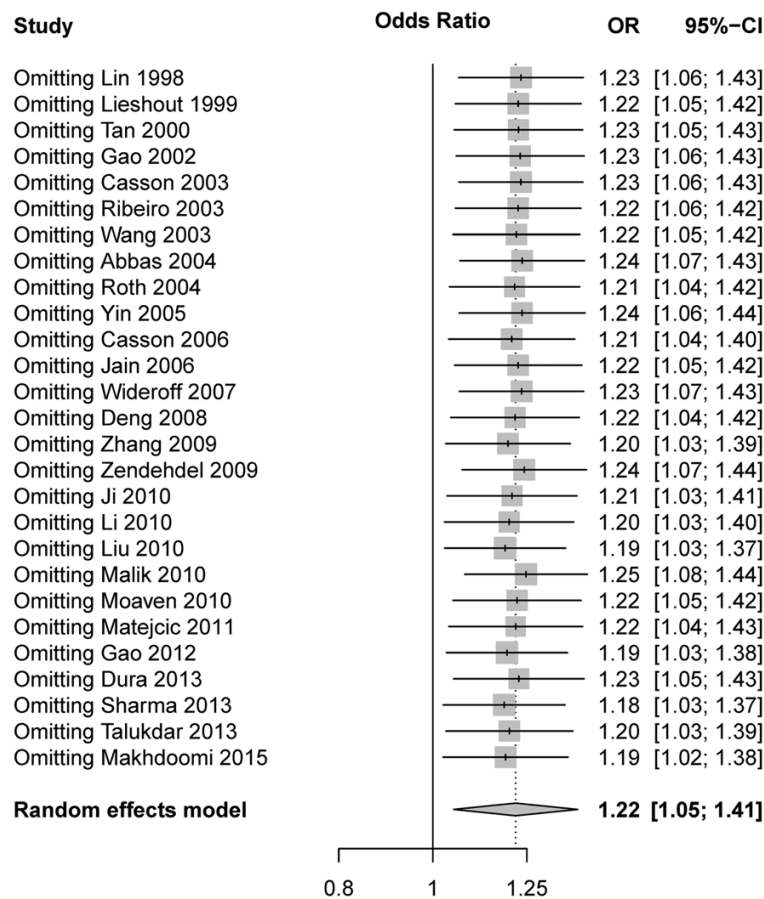 Study Odds Ratio OR 95%−CI
Omitting Lin 1998 1.23 [1.06; 1.43]
Omitting Lieshout 1999 1.22 [1.05; 1.42]
Omitting Tan 2000 1.23 [1.05; 1.43]
Omitting Gao 2002 1.23 [1.06; 1.43]
Omitting Casson 2003 1.23 [1.06; 1.43]
Omitting Ribeiro 2003 1.22 [1.06; 1.42]
Omitting Wang 2003 1.22 [1.05; 1.42]
Omitting Abbas 2004 1.24 [1.07; 1.43]
Omitting Roth 2004 1.21 [1.04; 1.42]
Omitting Yin 2005 1.24 [1.06; 1.44]
Omitting Casson 2006 1.21 [1.04; 1.40]
Omitting Jain 2006 1.22 [1.05; 1.42]
Omitting Wideroff 2007 1.23 [1.07; 1.43]
Omitting Deng 2008 1.22 [1.04; 1.42]
Omitting Zhang 2009 1.20 [1.03; 1.39]
Omitting Zendehdel 2009 1.24 [1.07; 1.44]
Omitting Ji 2010 1.21 [1.03; 1.41]
Omitting Li 2010 1.20 [1.03; 1.40]
Omitting Liu 2010 1.19 [1.03; 1.37]
Omitting Malik 2010 1.25 [1.08; 1.44]
Omitting Moaven 2010 1.22 [1.05; 1.42]
Omitting Matejcic 2011 1.22 [1.04; 1.43]
Omitting Gao 2012 1.19 [1.03; 1.38]
Omitting Dura 2013 1.23 [1.05; 1.43]
Omitting Sharma 2013 1.18 [1.03; 1.37]
Omitting Talukdar 2013 1.20 [1.03; 1.39]
Omitting Makhdoomi 2015 1.19 [1.02; 1.38]
Random effects model 1.22 [1.05; 1.41]
0.8 1 1.25